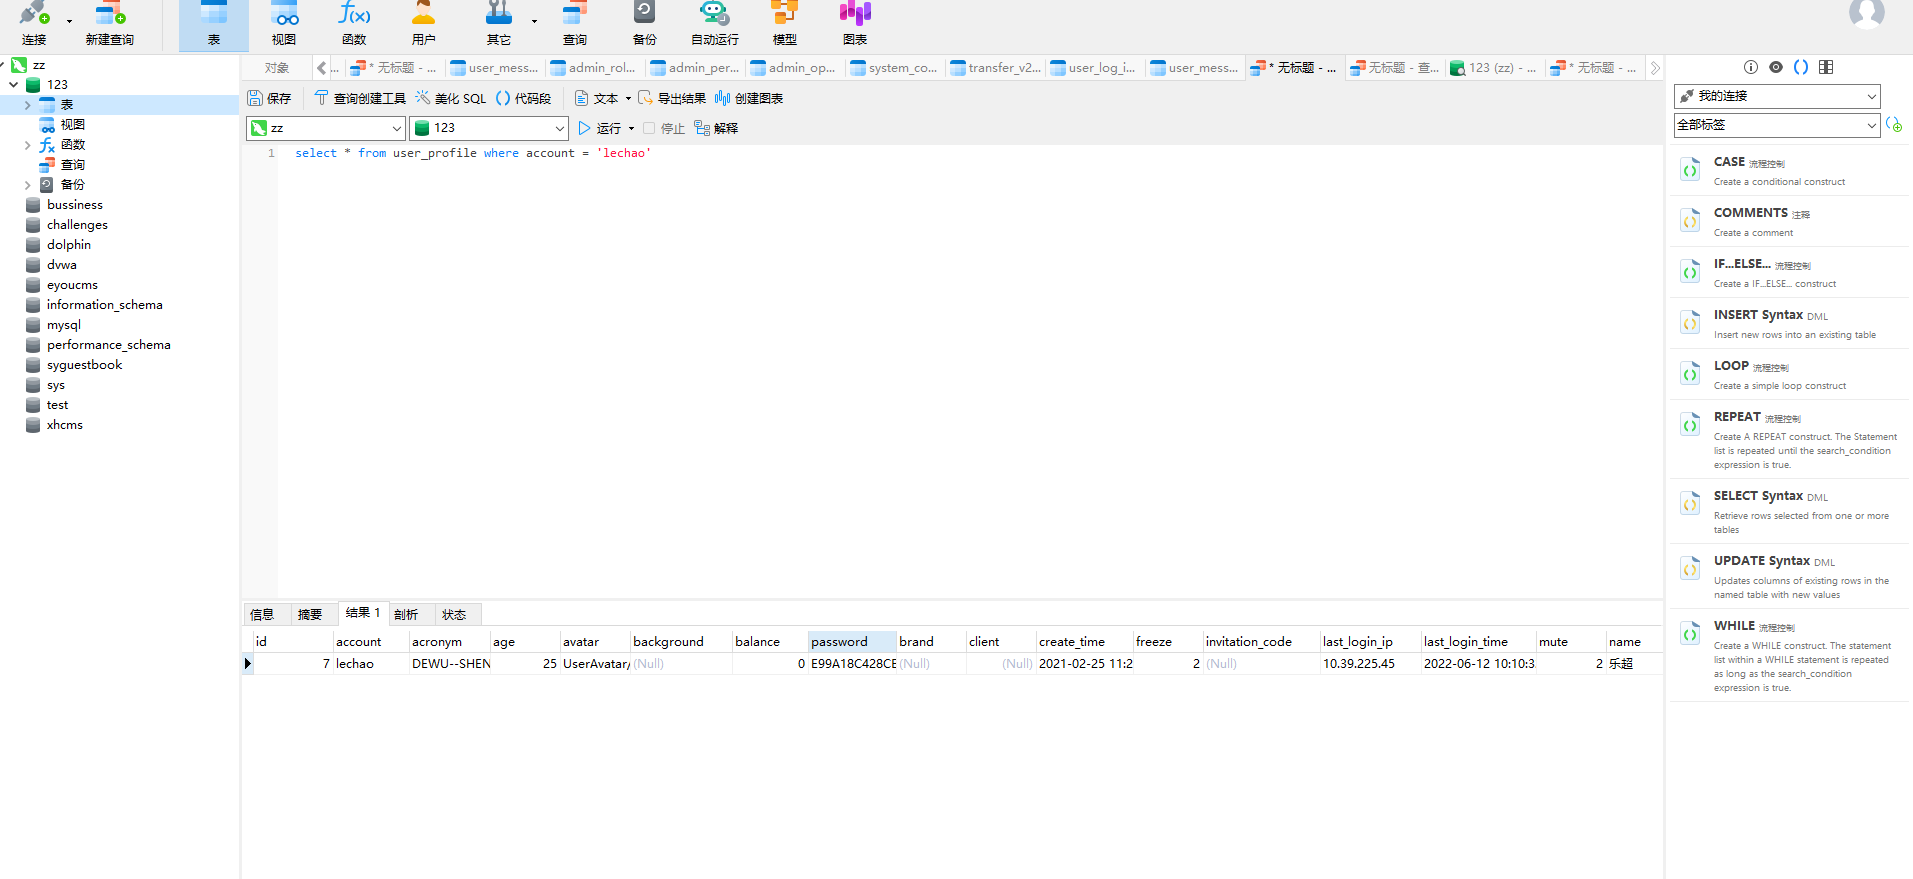 连接
新建查询
表
视图
函数
用户
其它
查询
备份
自动运行
模型
图表
zz
123
表
视图
函数
查询
备份
bussiness
challenges
dolphin
dvwa
eyoucms
information_schema
mysql
performance_schema
syguestbook
sys
test
xhcms
对象
...
* 无标题 - ...
user_mess...
admin_rol...
admin_per...
admin_op...
system_co...
transfer_v2...
user_log_i...
user_mess...
* 无标题 - ...
无标题 - 查...
123 (zz) - ...
* 无标题 - ...
保存 查询创建工具 美化 SQL 代码段 文本 导出结果 创建图表
zz 123 运行 停止 解释
1 select * from user_profile where account = 'lechao'
信息 摘要 结果 1 剖析 状态
id account acronym age avatar background balance password brand client create_time freeze invitation_code last_login_ip last_login_time mute name
7 lechao DEWU--SHEN 25 UserAvatar/ (Null) 0 E99A18C428CE (Null) (Null) 2021-02-25 11:2 2 (Null) 10.39.225.45 2022-06-12 10:10:3 2 乐超
我的连接
全部标签
CASE 流程控制
Create a conditional construct
COMMENTS 注释
Create a comment
IF...ELSE... 流程控制
Create a IF...ELSE... construct
INSERT Syntax DML
Insert new rows into an existing table
LOOP 流程控制
Create a simple loop construct
REPEAT 流程控制
Create A REPEAT construct. The Statement
list is repeated until the search_condition
expression is true.
SELECT Syntax DML
Retrieve rows selected from one or more
tables
UPDATE Syntax DML
Updates columns of existing rows in the
named table with new values
WHILE 流程控制
Create a WHILE construct. The statement
list within a WHILE statement is repeated
as long as the search_condition
expression is true.